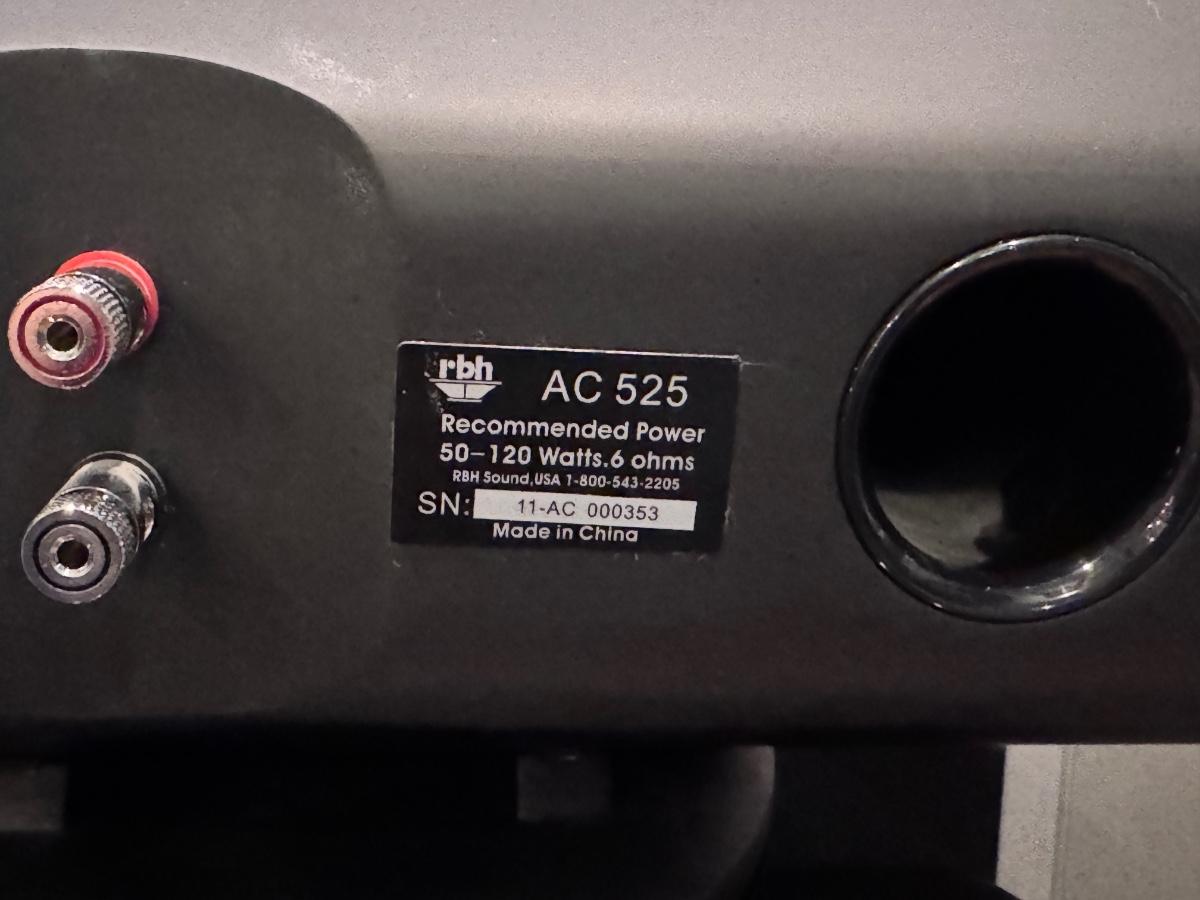 rbh
AC 525
Recommended Power
50-120 Watts.6 ohms
RBH Sound,USA 1-800-543-2205
SN: 11-AC 000353
Made in China